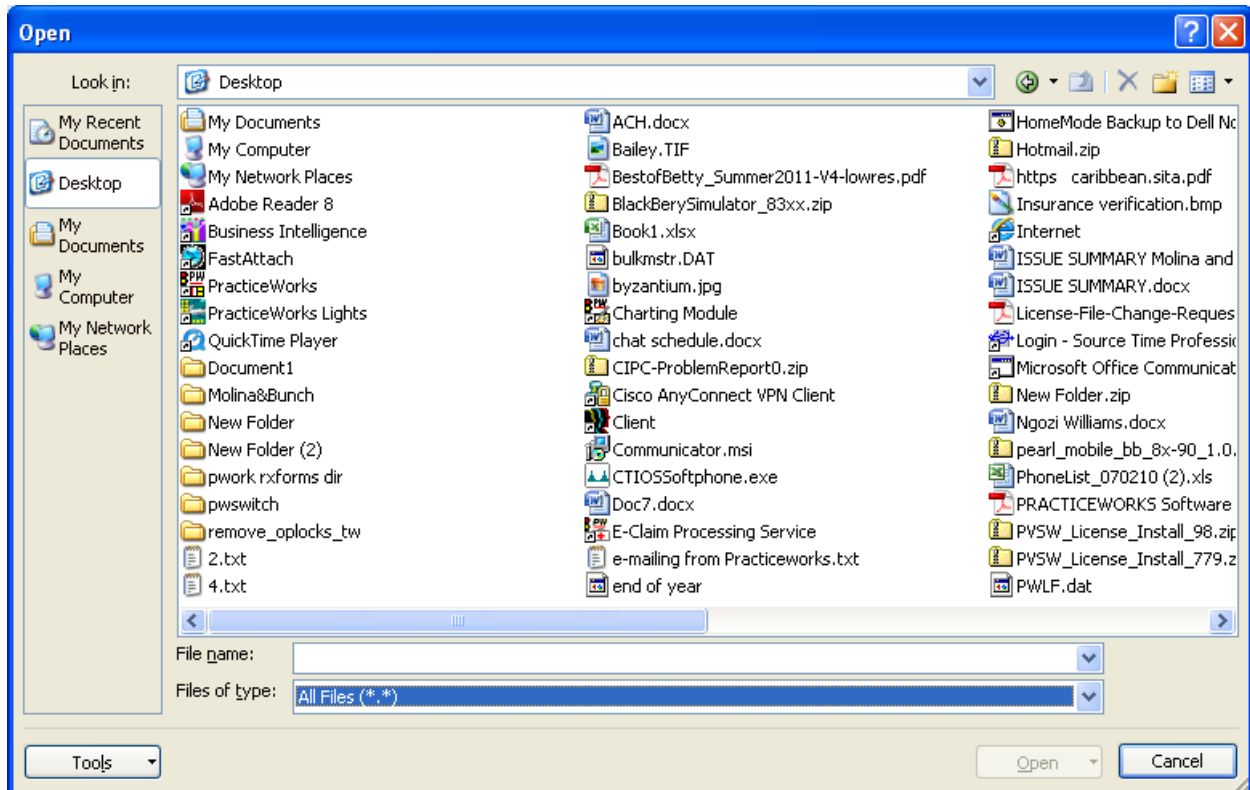 Open
Look in:
Desktop
My Recent
Documents
Desktop
My
Documents
My
Computer
My Network
Places
My Documents
My Computer
My Network Places
Adobe Reader 8
Business Intelligence
FastAttach
PracticeWorks
PracticeWorks Lights
QuickTime Player
Document1
Molina&Bunch
New Folder
New Folder (2)
pwork rxforms dir
pwswitch
remove_oplocks_tw
2.txt
4.txt
ACH.docx
Bailey.TIF
BestofBetty_Summer2011-V4-lowres.pdf
BlackBerySimulator_83xx.zip
Book1.xlsx
bulkmstr.DAT
byzantium.jpg
Charting Module
chat schedule.docx
CIPC-ProblemReport0.zip
Cisco AnyConnect VPN Client
Client
Communicator.msi
CTIOSSoftphone.exe
Doc7.docx
E-Claim Processing Service
e-mailing from Practiceworks.txt
end of year
HomeMode Backup to Dell Nc
Hotmail.zip
https caribbean.sita.pdf
Insurance verification.bmp
Internet
ISSUE SUMMARY Molina and
ISSUE SUMMARY.docx
License-File-Change-Reques
Login - Source Time Professic
Microsoft Office Communicat
New Folder.zip
Ngozi Williams.docx
pearl_mobile_bb_8x-90_1.0.
PhoneList_070210 (2).xls
PRACTICEWORKS Software
PVSW_License_Install_98.zip
PVSW_License_Install_779.z
PWLF.dat
File name:
Files of type:
All Files (*.*)
Tools
Open
Cancel